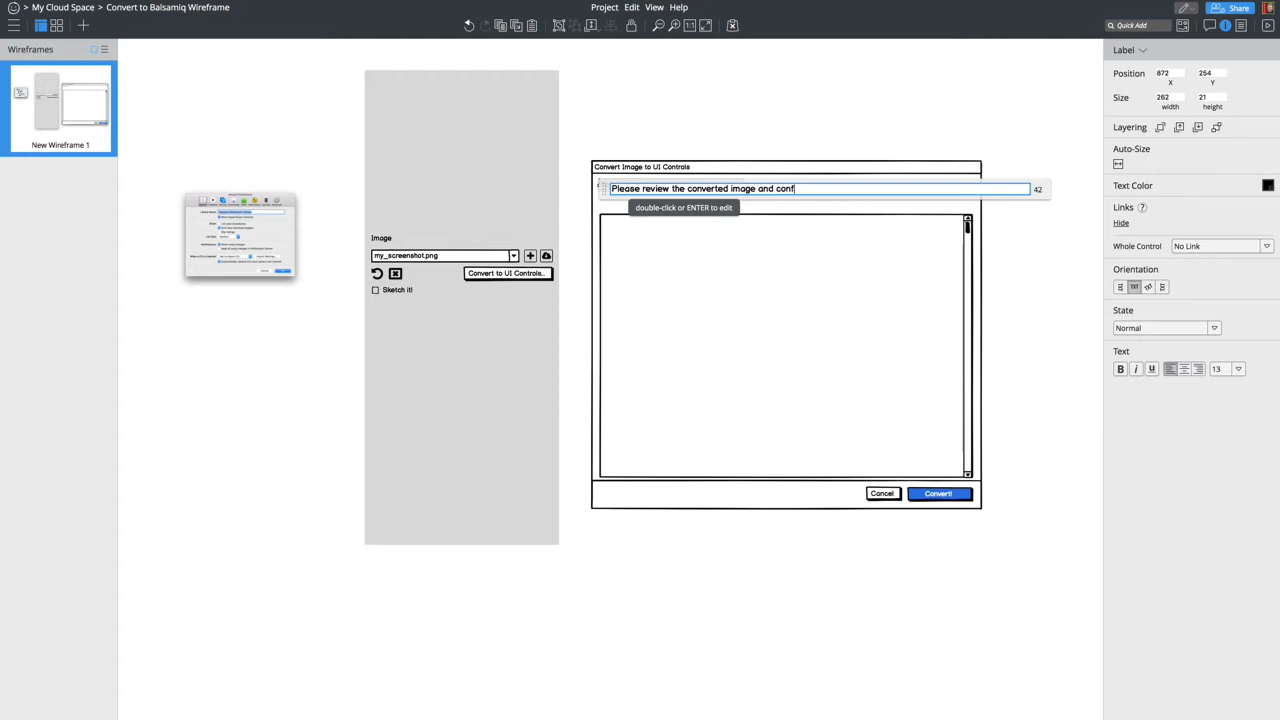 My Cloud Space > Convert to Balsamiq Wireframe
Project Edit View Help
Share
Quick Add
Wireframes
New Wireframe 1
Image
my_screenshot.png
Convert to UI Controls...
Sketch it!
Convert Image to UI Controls
Please review the converted image and conf
42
double-click or ENTER to edit
Cancel
Convert!
Label
Position 872 254
X Y
Size 262 21
width height
Layering
Auto-Size
Text Color
Links ?
Hide
Whole Control No Link
Orientation
TXT
State
Normal
Text
B i U 13